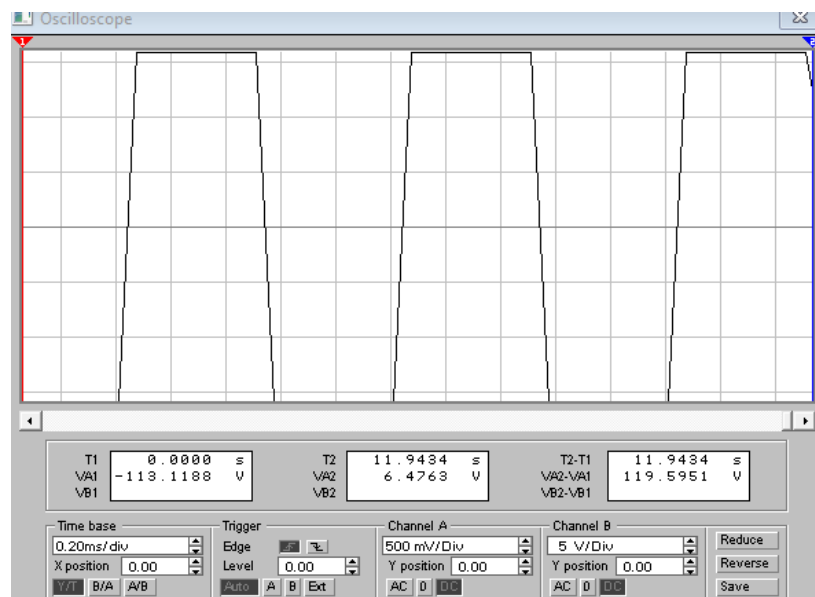 Oscilloscope
1 2
T1 0.0000 s T2 11.9434 s T2-T1 11.9434 s
VA1 -113.1188 V VA2 6.4763 V VA2-VA1 119.5951 V
VB1 VB2 VB2-VB1
Time base Trigger Channel A Channel B
0.20ms/div Edge 500 mV/Div 5 V/Div Reduce
X position 0.00 Level 0.00 Y position 0.00 Y position 0.00 Reverse
Y/T B/A A/B Auto A B Ext AC 0 DC AC 0 DC Save